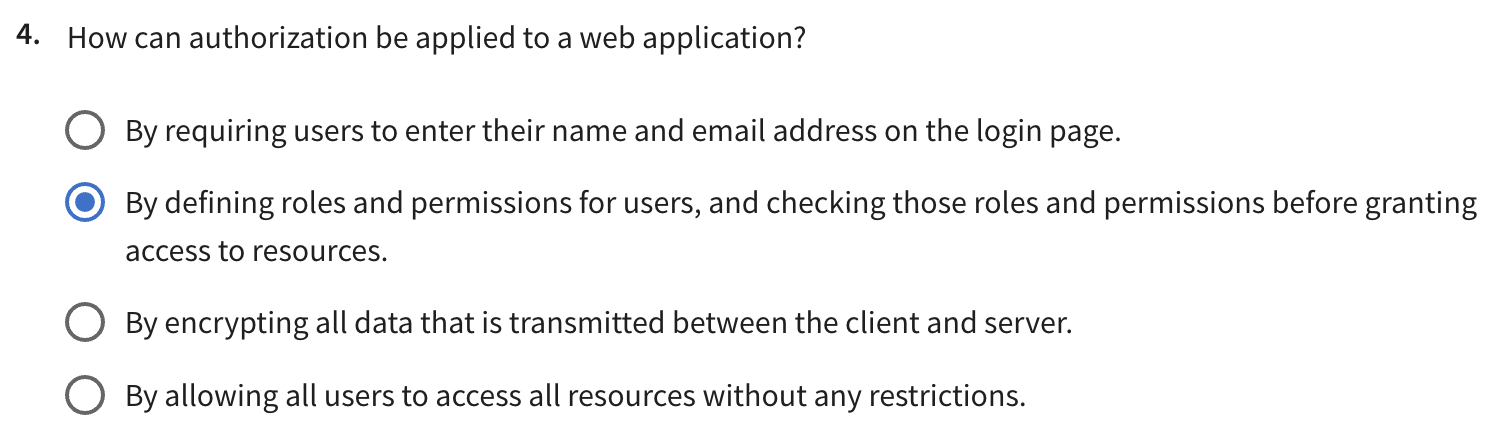 4. How can authorization be applied to a web application?
By requiring users to enter their name and email address on the login page.
By defining roles and permissions for users, and checking those roles and permissions before granting
access to resources.
By encrypting all data that is transmitted between the client and server.
By allowing all users to access all resources without any restrictions.